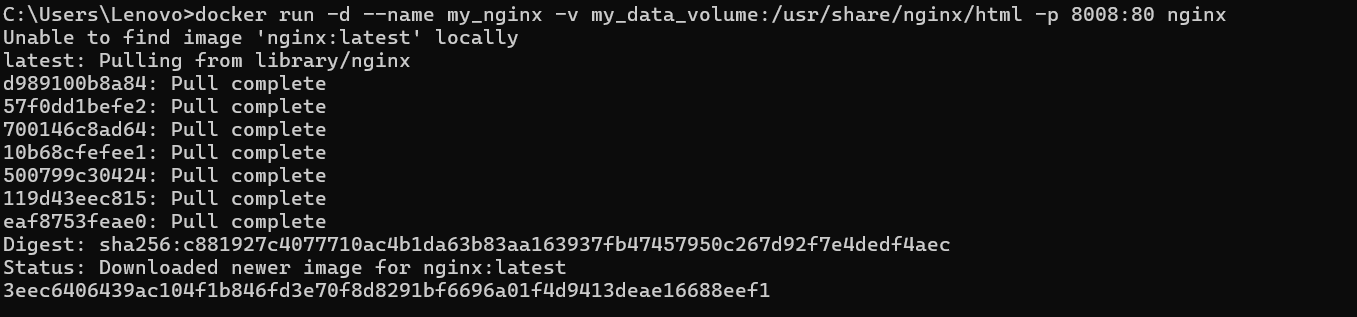 C:\Users\Lenovo>docker run -d --name my_nginx -v my_data_volume:/usr/share/nginx/html -p 8008:80 nginx
Unable to find image 'nginx:latest' locally
latest: Pulling from library/nginx
d989100b8a84: Pull complete
57f0dd1befe2: Pull complete
700146c8ad64: Pull complete
10b68cfefee1: Pull complete
500799c30424: Pull complete
119d43eec815: Pull complete
eaf8753feae0: Pull complete
Digest: sha256:c881927c4077710ac4b1da63b83aa163937fb47457950c267d92f7e4dedf4aec
Status: Downloaded newer image for nginx:latest
3eec6406439ac104f1b846fd3e70f8d8291bf6696a01f4d9413deae16688eef1